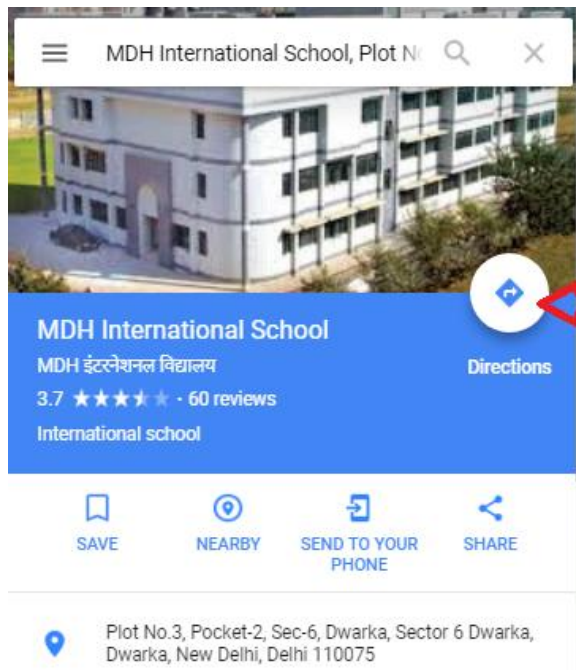 MDH International School, Plot N
MDH International School
MDH इंटरनेशनल विद्यालय
Directions
3.7 ★★★★★ · 60 reviews
International school
SAVE
NEARBY
SEND TO YOUR
PHONE
SHARE
Plot No.3, Pocket-2, Sec-6, Dwarka, Sector 6 Dwarka,
Dwarka, New Delhi, Delhi 110075